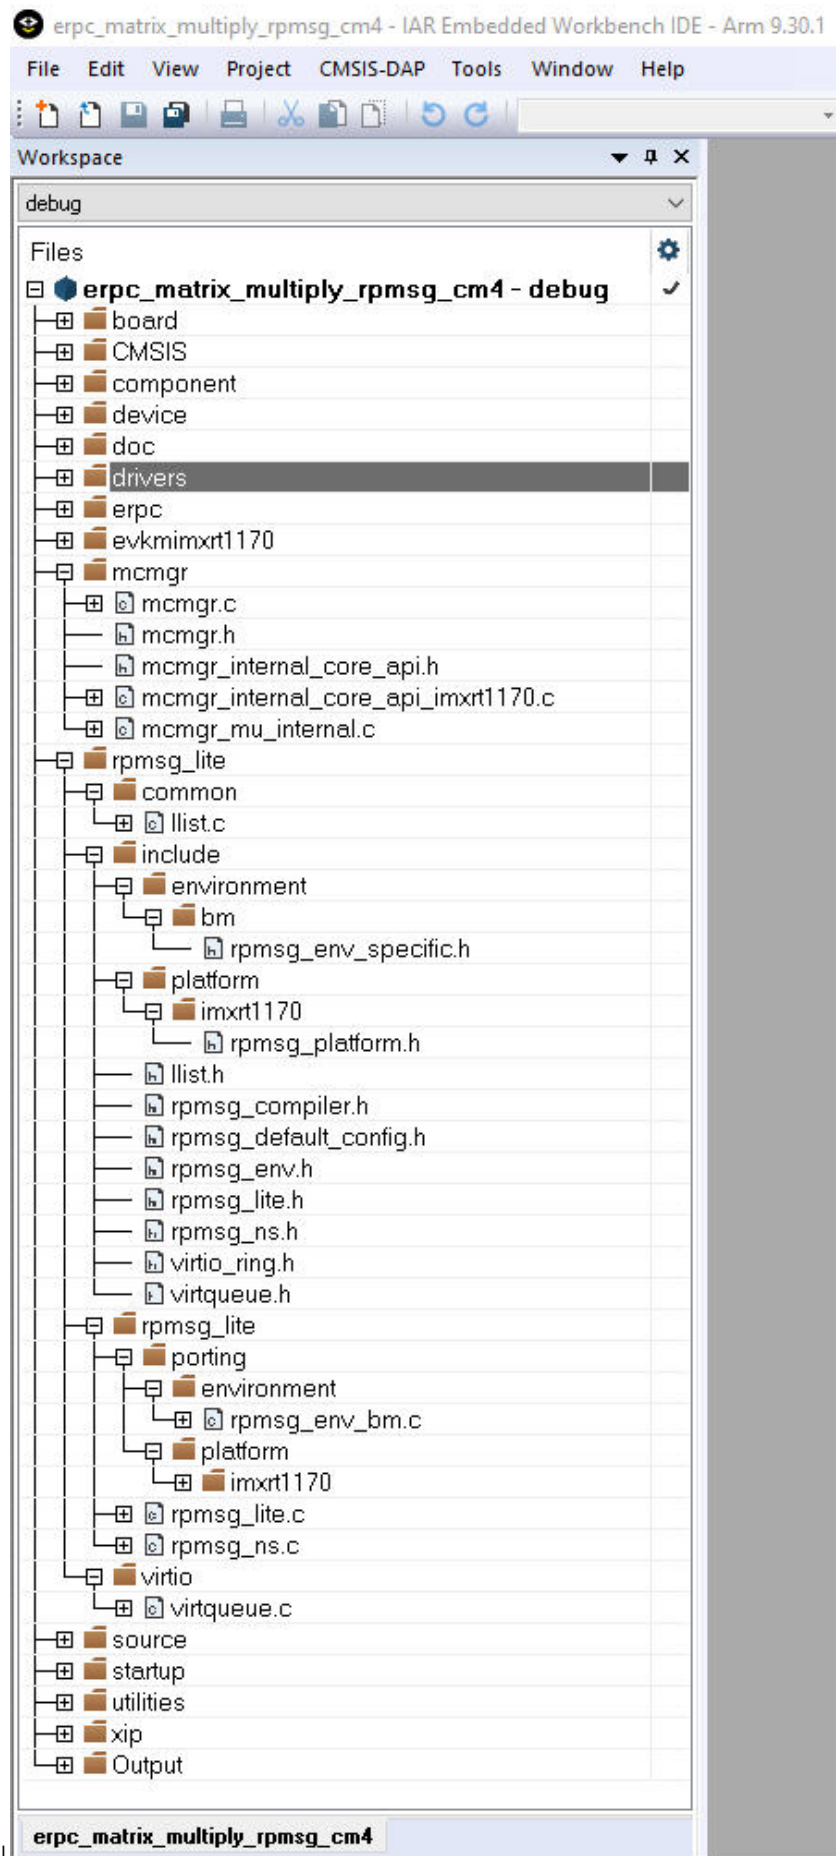 erpc_matrix_multiply_rpmsg_cm4 - IAR Embedded Workbench IDE - Arm 9.30.1
File Edit View Project CMSIS-DAP Tools Window Help
Workspace
debug
Files
erpc_matrix_multiply_rpmsg_cm4 - debug
board
CMSIS
component
device
doc
drivers
erpc
evkmimxrt1170
mcmgr
mcmgr.c
mcmgr.h
mcmgr_internal_core_api.h
mcmgr_internal_core_api_imxrt1170.c
mcmgr_mu_internal.c
rpmsg_lite
common
llist.c
include
environment
bm
rpmsg_env_specific.h
platform
imxrt1170
rpmsg_platform.h
llist.h
rpmsg_compiler.h
rpmsg_default_config.h
rpmsg_env.h
rpmsg_lite.h
rpmsg_ns.h
virtio_ring.h
virtqueue.h
rpmsg_lite
porting
environment
rpmsg_env_bm.c
platform
imxrt1170
rpmsg_lite.c
rpmsg_ns.c
virtio
virtqueue.c
source
startup
utilities
xip
Output
erpc_matrix_multiply_rpmsg_cm4